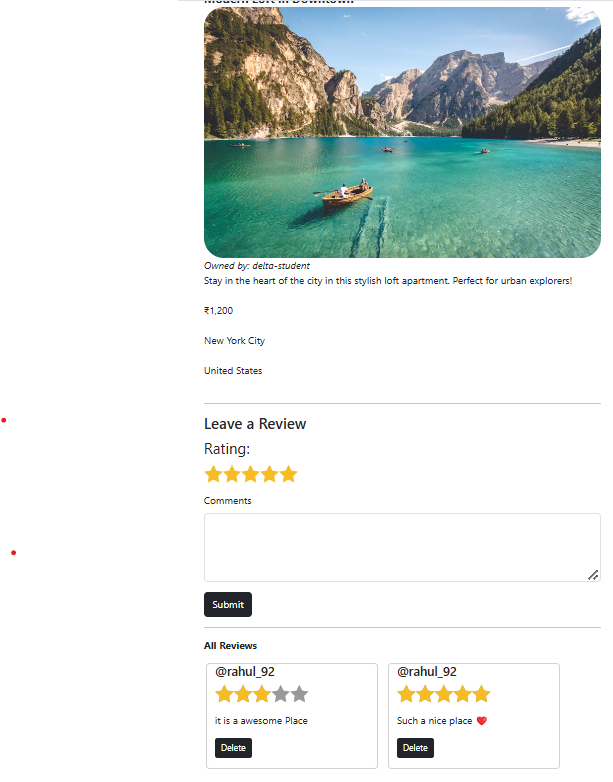 Modern Loft in Downtown
Owned by: delta-student
Stay in the heart of the city in this stylish loft apartment. Perfect for urban explorers!
₹1,200
New York City
United States
Leave a Review
Rating:
Comments
Submit
All Reviews
@rahul_92
it is a awesome Place
Delete
@rahul_92
Such a nice place ❤️
Delete